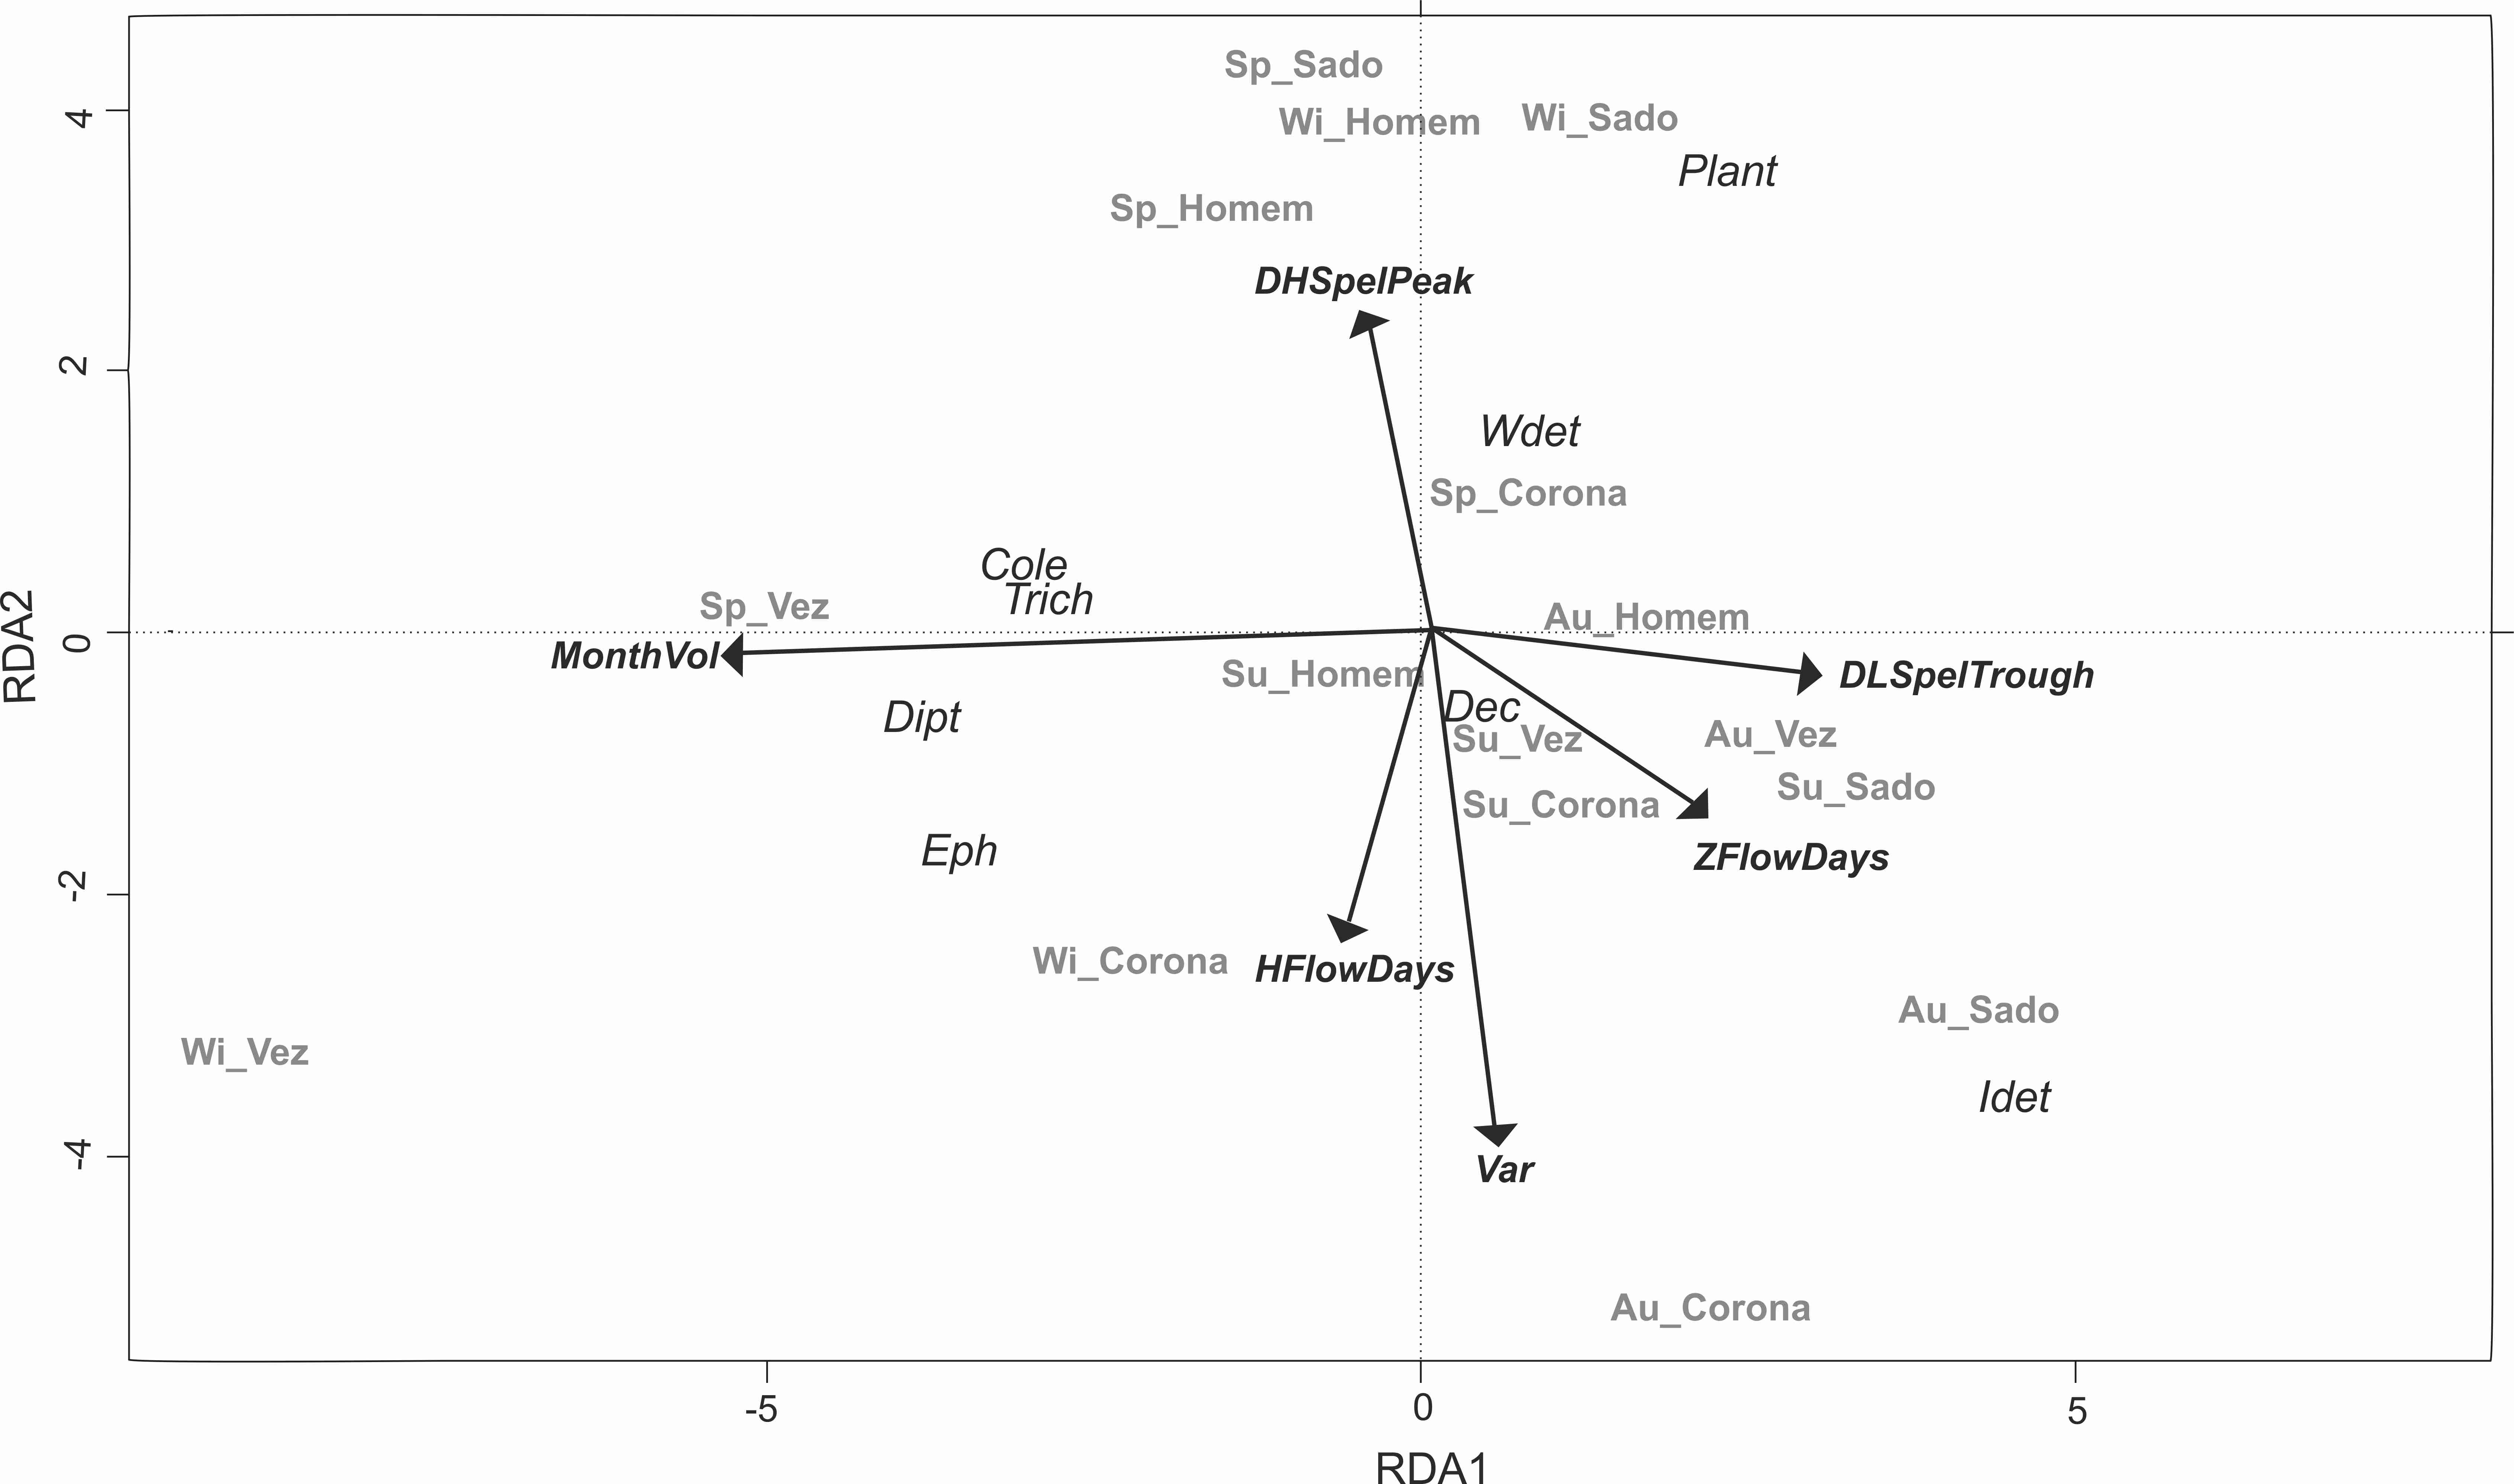 Sp_Sado
4
Wi_Homem
Wi_Sado
Plant
Sp_Homem
DHSpelPeak
2
Wdet
Sp_Corona
Cole
Trich
Sp_Vez
Au_Homem
0
RDA2
MonthVol
Su_Homem
DLSpelTrough
Dec
Dipt
Su_Vez
Au_Vez
Su_Sado
Su_Corona
Eph
ZFlowDays
-2
Wi_Corona
HFlowDays
Au_Sado
Wi_Vez
Idet
-4
Var
Au_Corona
-5
0
5
RDA1